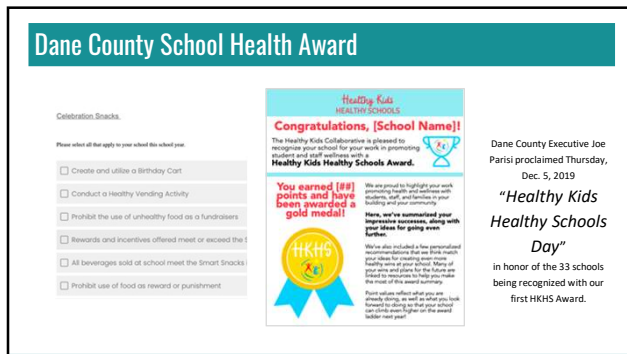 Dane County School Health Award
Celebration Snacks
Please select all that apply to your school this school year.
Create and utilize a Birthday Cart
Conduct a Healthy Vending Activity
Prohibit the use of unhealthy food as a fundraisers
Rewards and incentives offered meet or exceed the S
All beverages sold at school meet the Smart Snacks
Prohibit use of food as reward or punishment
Healthy Kids
HEALTHY SCHOOLS
Congratulations, [School Name]!
The Healthy Kids Collaborative is pleased to
recognize your school for your work in promoting
student and staff wellness with a
Healthy Kids Healthy Schools Award.
You earned [##]
points and have
been awarded a
gold medal!
HKHS
We are proud to highlight your work
promoting health and wellness with
students, staff, and families in your
building and your community.
Here, we've summarized your
impressive successes, along with
your ideas for going even
further.
We've also included a few personalized
recommendations that we think match
your ideas for creating even more
healthy wins at your school. Many of
your wins and plans for the future are
linked to resources to help you make
the most of this award summary.
Point values reflect what you are
already doing, as well as what you look
forward to doing so that your school
can climb even higher on the award
ladder next year!
Dane County Executive Joe
Parisi proclaimed Thursday,
Dec. 5, 2019
"Healthy Kids
Healthy Schools
Day"
in honor of the 33 schools
being recognized with our
first HKHS Award.